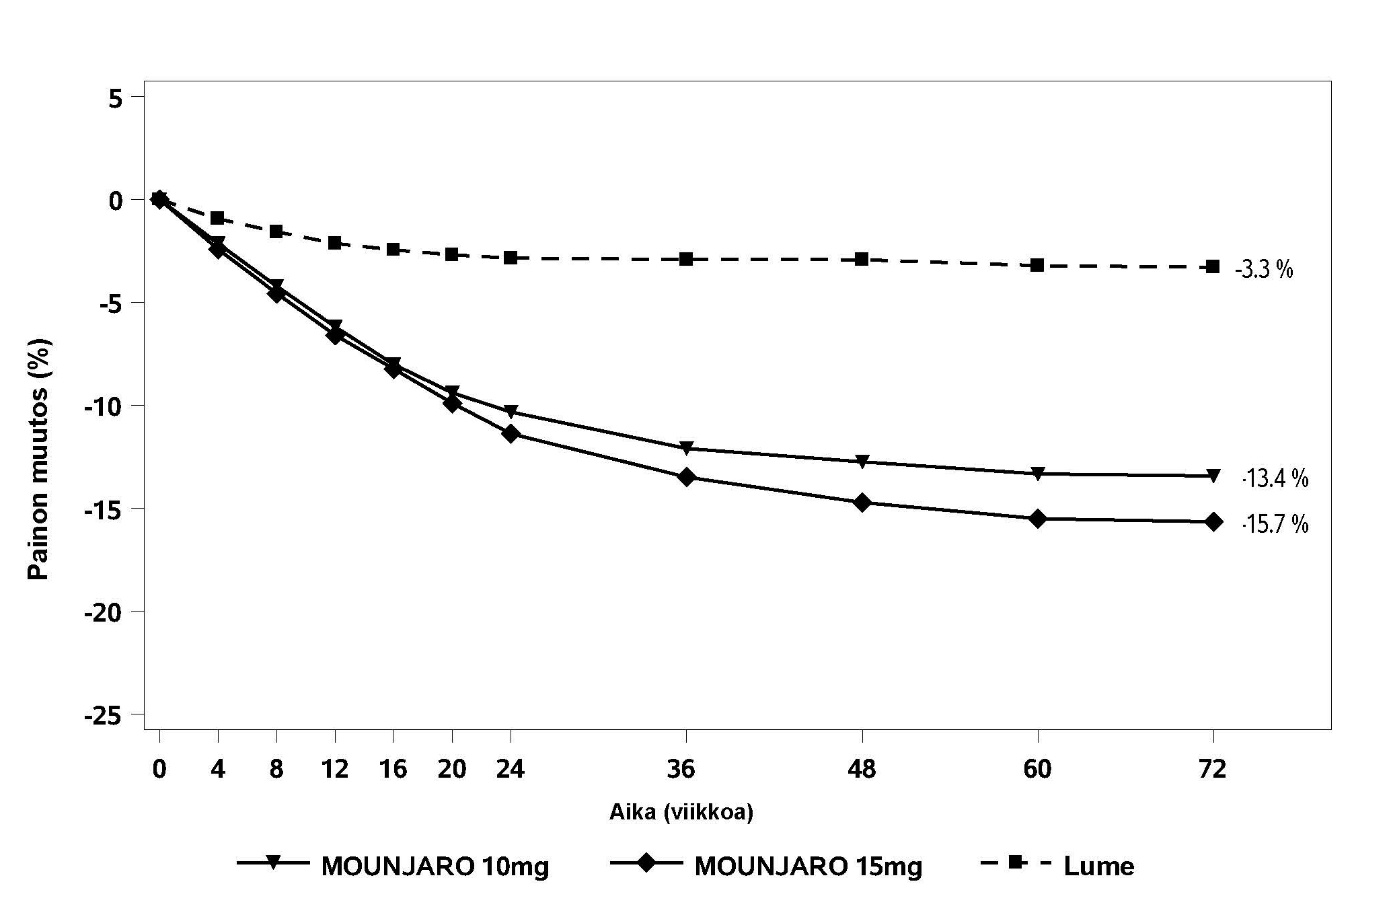 5
0
-5
-10
-15
-20
-25
Painon muutos (%)
-3.3 %
-13.4 %
-15.7 %
0 4 8 12 16 20 24 36 48 60 72
Aika (viikkoa)
MOUNJARO 10mg MOUNJARO 15mg Lume